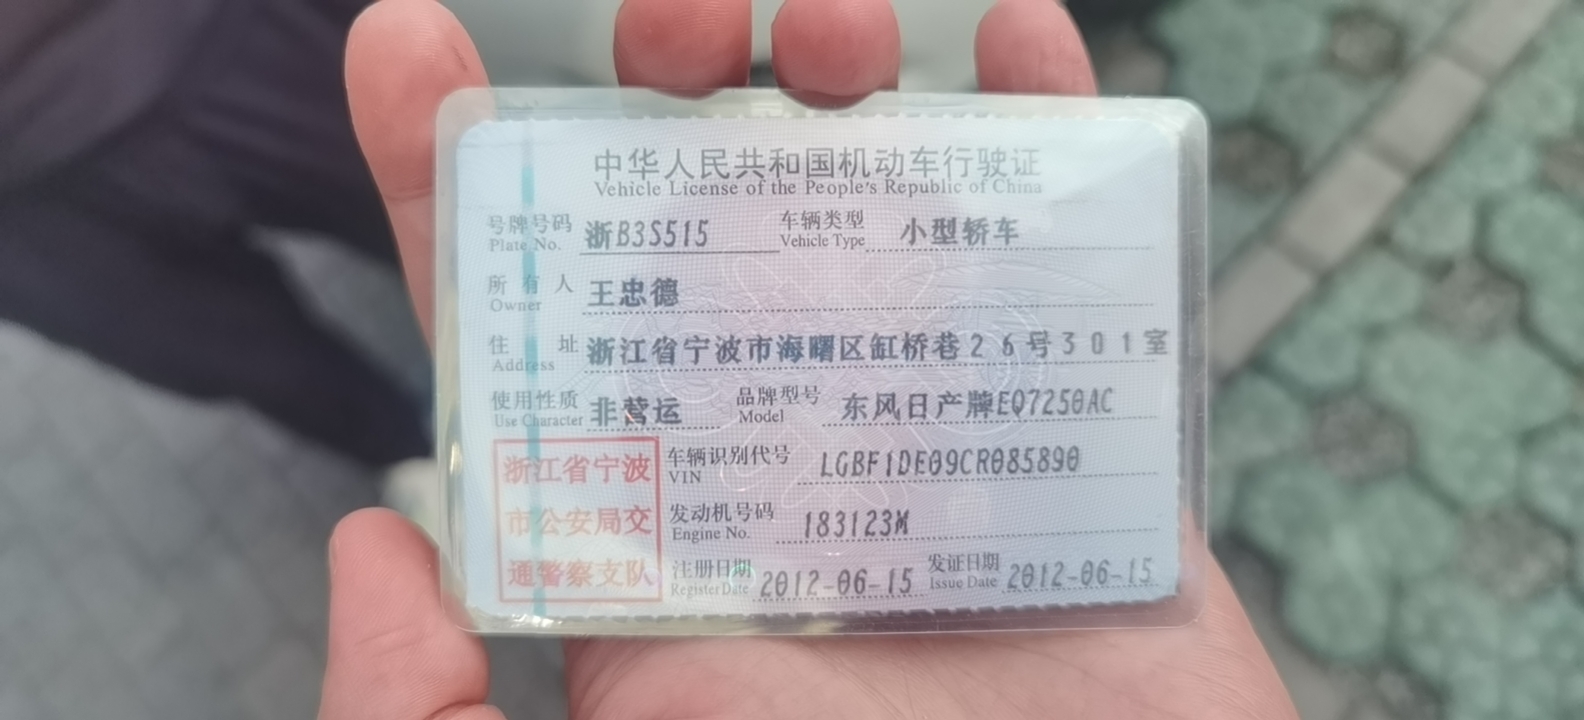 中华人民共和国机动车行驶证
Vehicle License of the People's Republic of China
号牌号码 浙B3S515 车辆类型 小型轿车
Plate No. Vehicle Type
所有人 王忠德
Owner
住址 浙江省宁波市海曙区缸桥巷26号301室
Address
使用性质 非营运 品牌型号 东风日产牌EQ7250AC
Use Character Model
浙江省宁波 车辆识别代号 LGBF1DE09CR085890
VIN
市公安局交 发动机号码 183123M
Engine No.
通警察支队 注册日期 2012-06-15 发证日期 2012-06-15
Register Date Issue Date